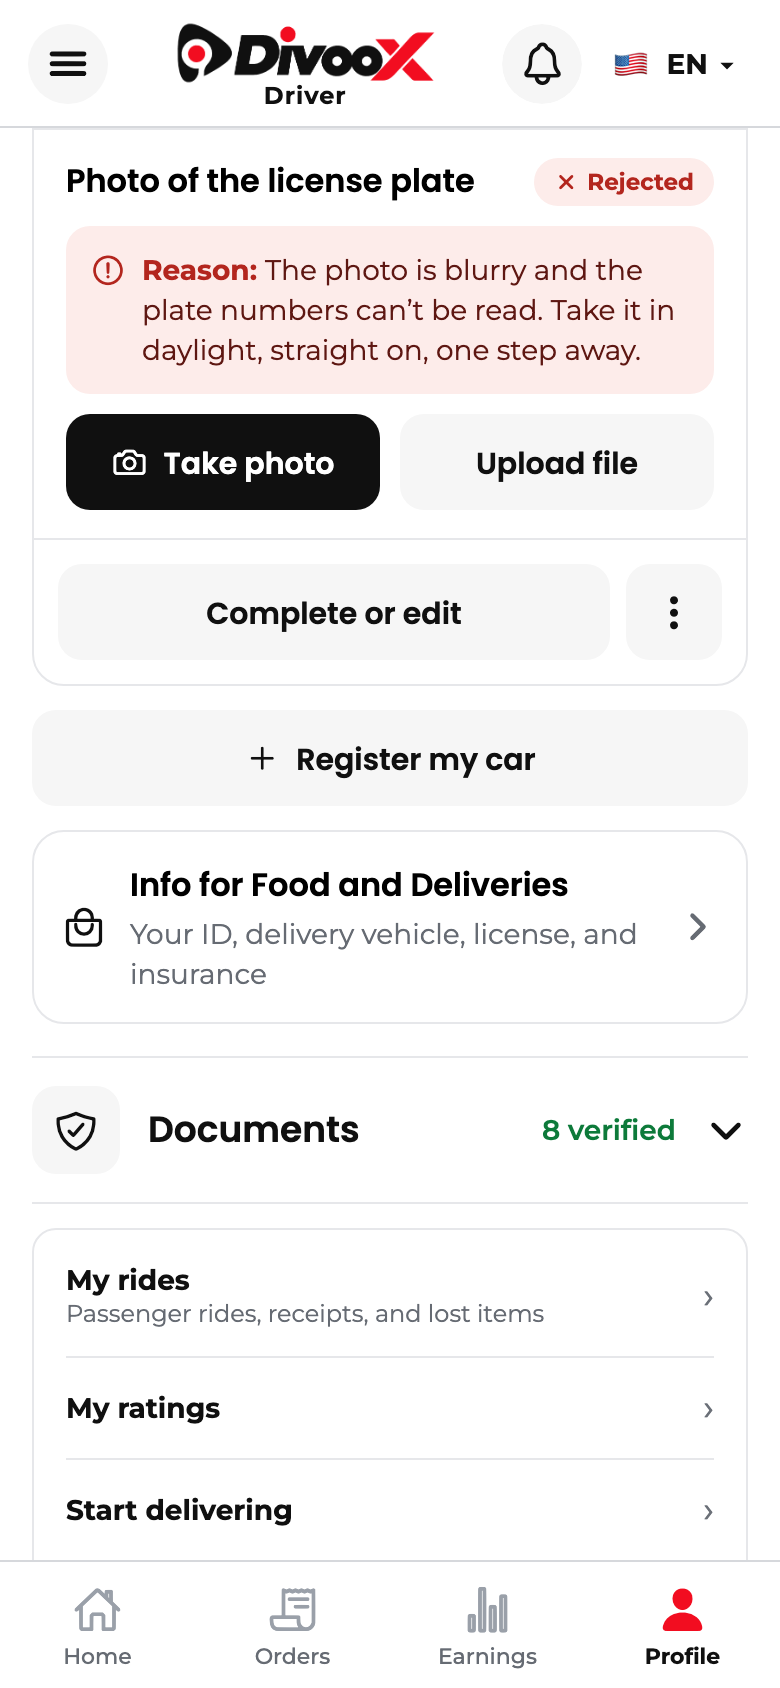 DivooX
Driver
EN
Photo of the license plate
Rejected
Reason: The photo is blurry and the
plate numbers can’t be read. Take it in
daylight, straight on, one step away.
Take photo
Upload file
Complete or edit
Register my car
Info for Food and Deliveries
Your ID, delivery vehicle, license, and
insurance
Documents
8 verified
My rides
Passenger rides, receipts, and lost items
My ratings
Start delivering
Home
Orders
Earnings
Profile